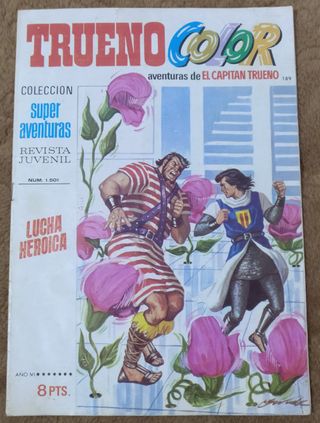 TRUENO COLOR
aventuras de EL CAPITAN TRUENO
189
COLECCION
super
aventuras
REVISTA
JUVENIL
NUM. 1.501
LUCHA
HEROICA
AÑO VI
8 PTS.